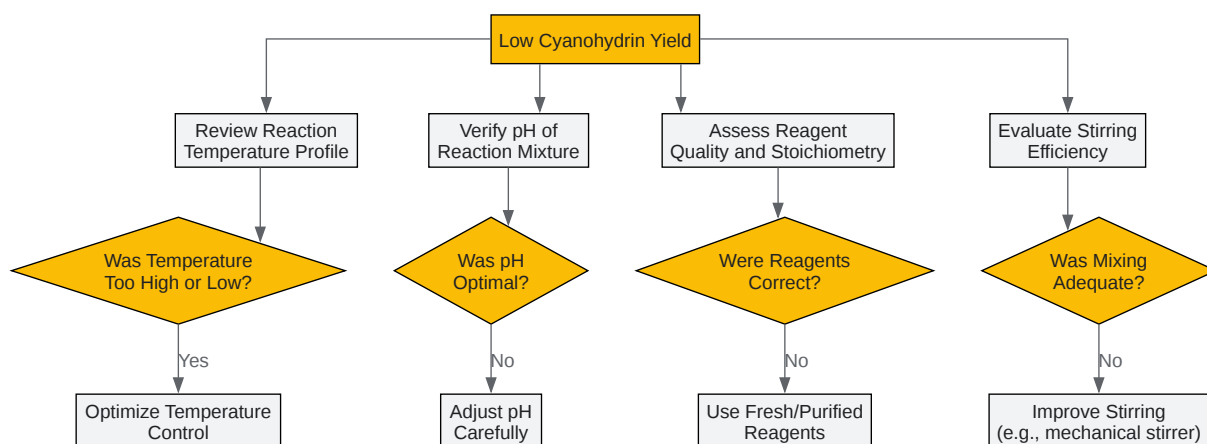 Low Cyanohydrin Yield
Review Reaction
Temperature Profile
Verify pH of
Reaction Mixture
Assess Reagent
Quality and Stoichiometry
Evaluate Stirring
Efficiency
Was Temperature
Too High or Low?
Was pH
Optimal?
Were Reagents
Correct?
Was Mixing
Adequate?
Yes
No
No
No
Optimize Temperature
Control
Adjust pH
Carefully
Use Fresh/Purified
Reagents
Improve Stirring
(e.g., mechanical stirrer)